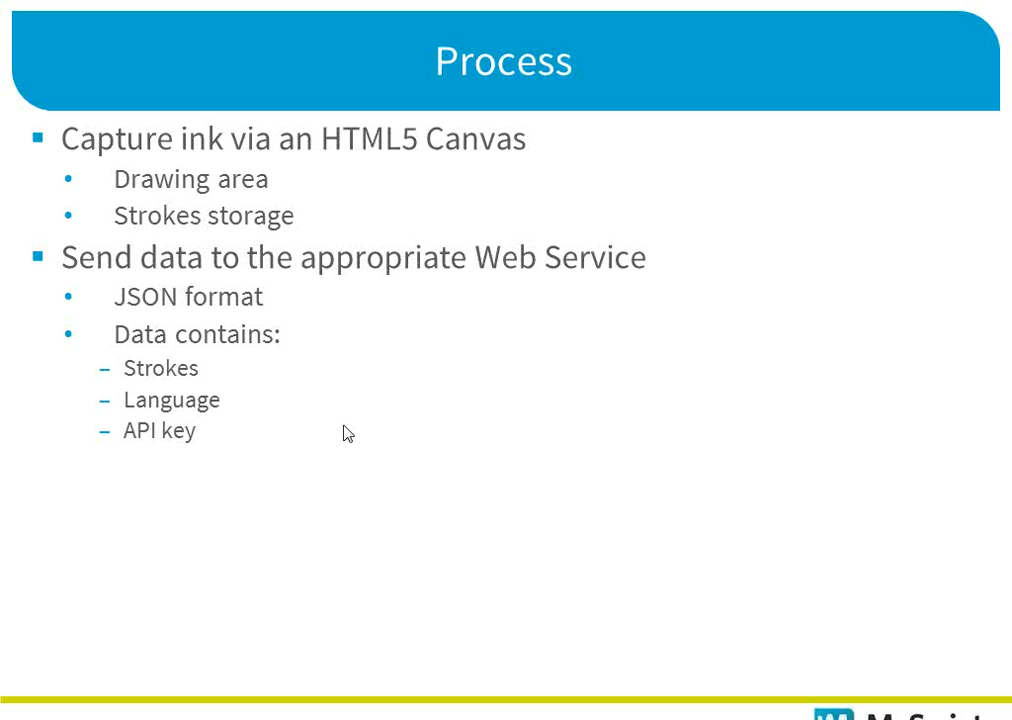 Process
Capture ink via an HTML5 Canvas
Drawing area
Strokes storage
Send data to the appropriate Web Service
JSON format
Data contains:
Strokes
Language
API key